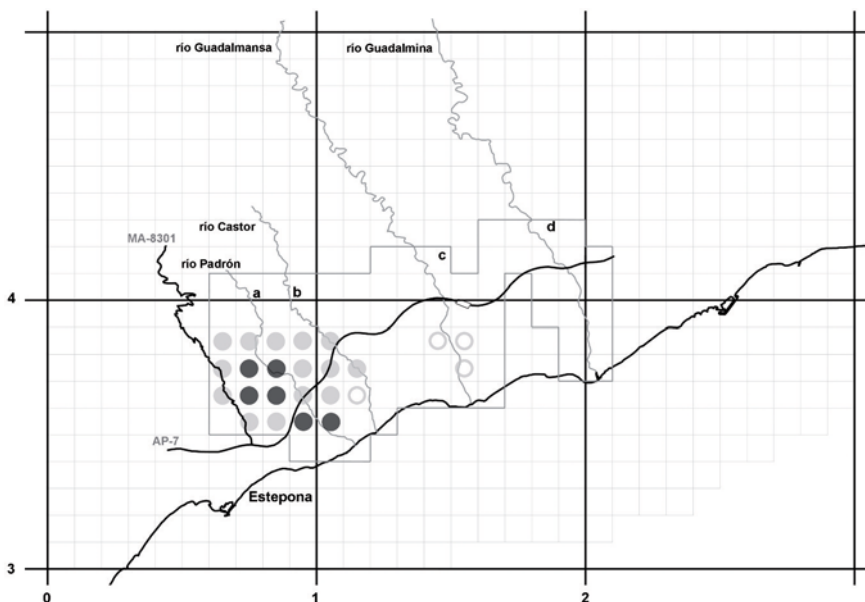 río Guadalmansa
río Guadalmina
río Castor
d
MA-8301
c
río Padrón
a
b
4
AP-7
Estepona
3
0
1
2